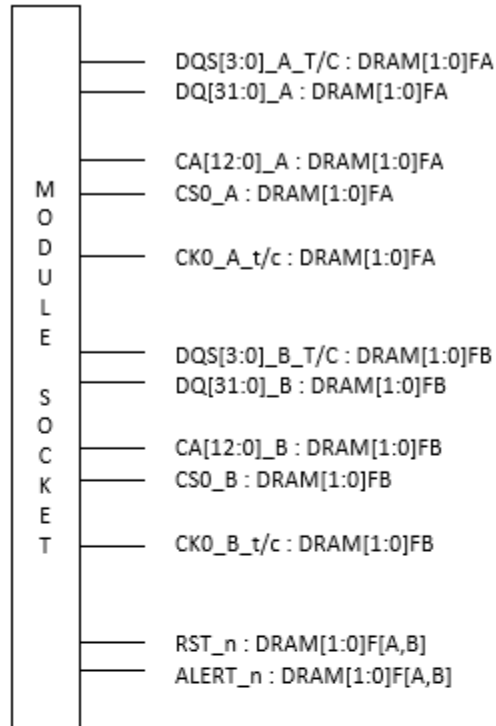 DQS[3:0]_A_T/C : DRAM[1:0]FA
DQ[31:0]_A : DRAM[1:0]FA
CA[12:0]_A : DRAM[1:0]FA
CS0_A : DRAM[1:0]FA
CK0_A_t/c : DRAM[1:0]FA
MODULE SOCKET
DQS[3:0]_B_T/C : DRAM[1:0]FB
DQ[31:0]_B : DRAM[1:0]FB
CA[12:0]_B : DRAM[1:0]FB
CS0_B : DRAM[1:0]FB
CK0_B_t/c : DRAM[1:0]FB
RST_n : DRAM[1:0]F[A,B]
ALERT_n : DRAM[1:0]F[A,B]